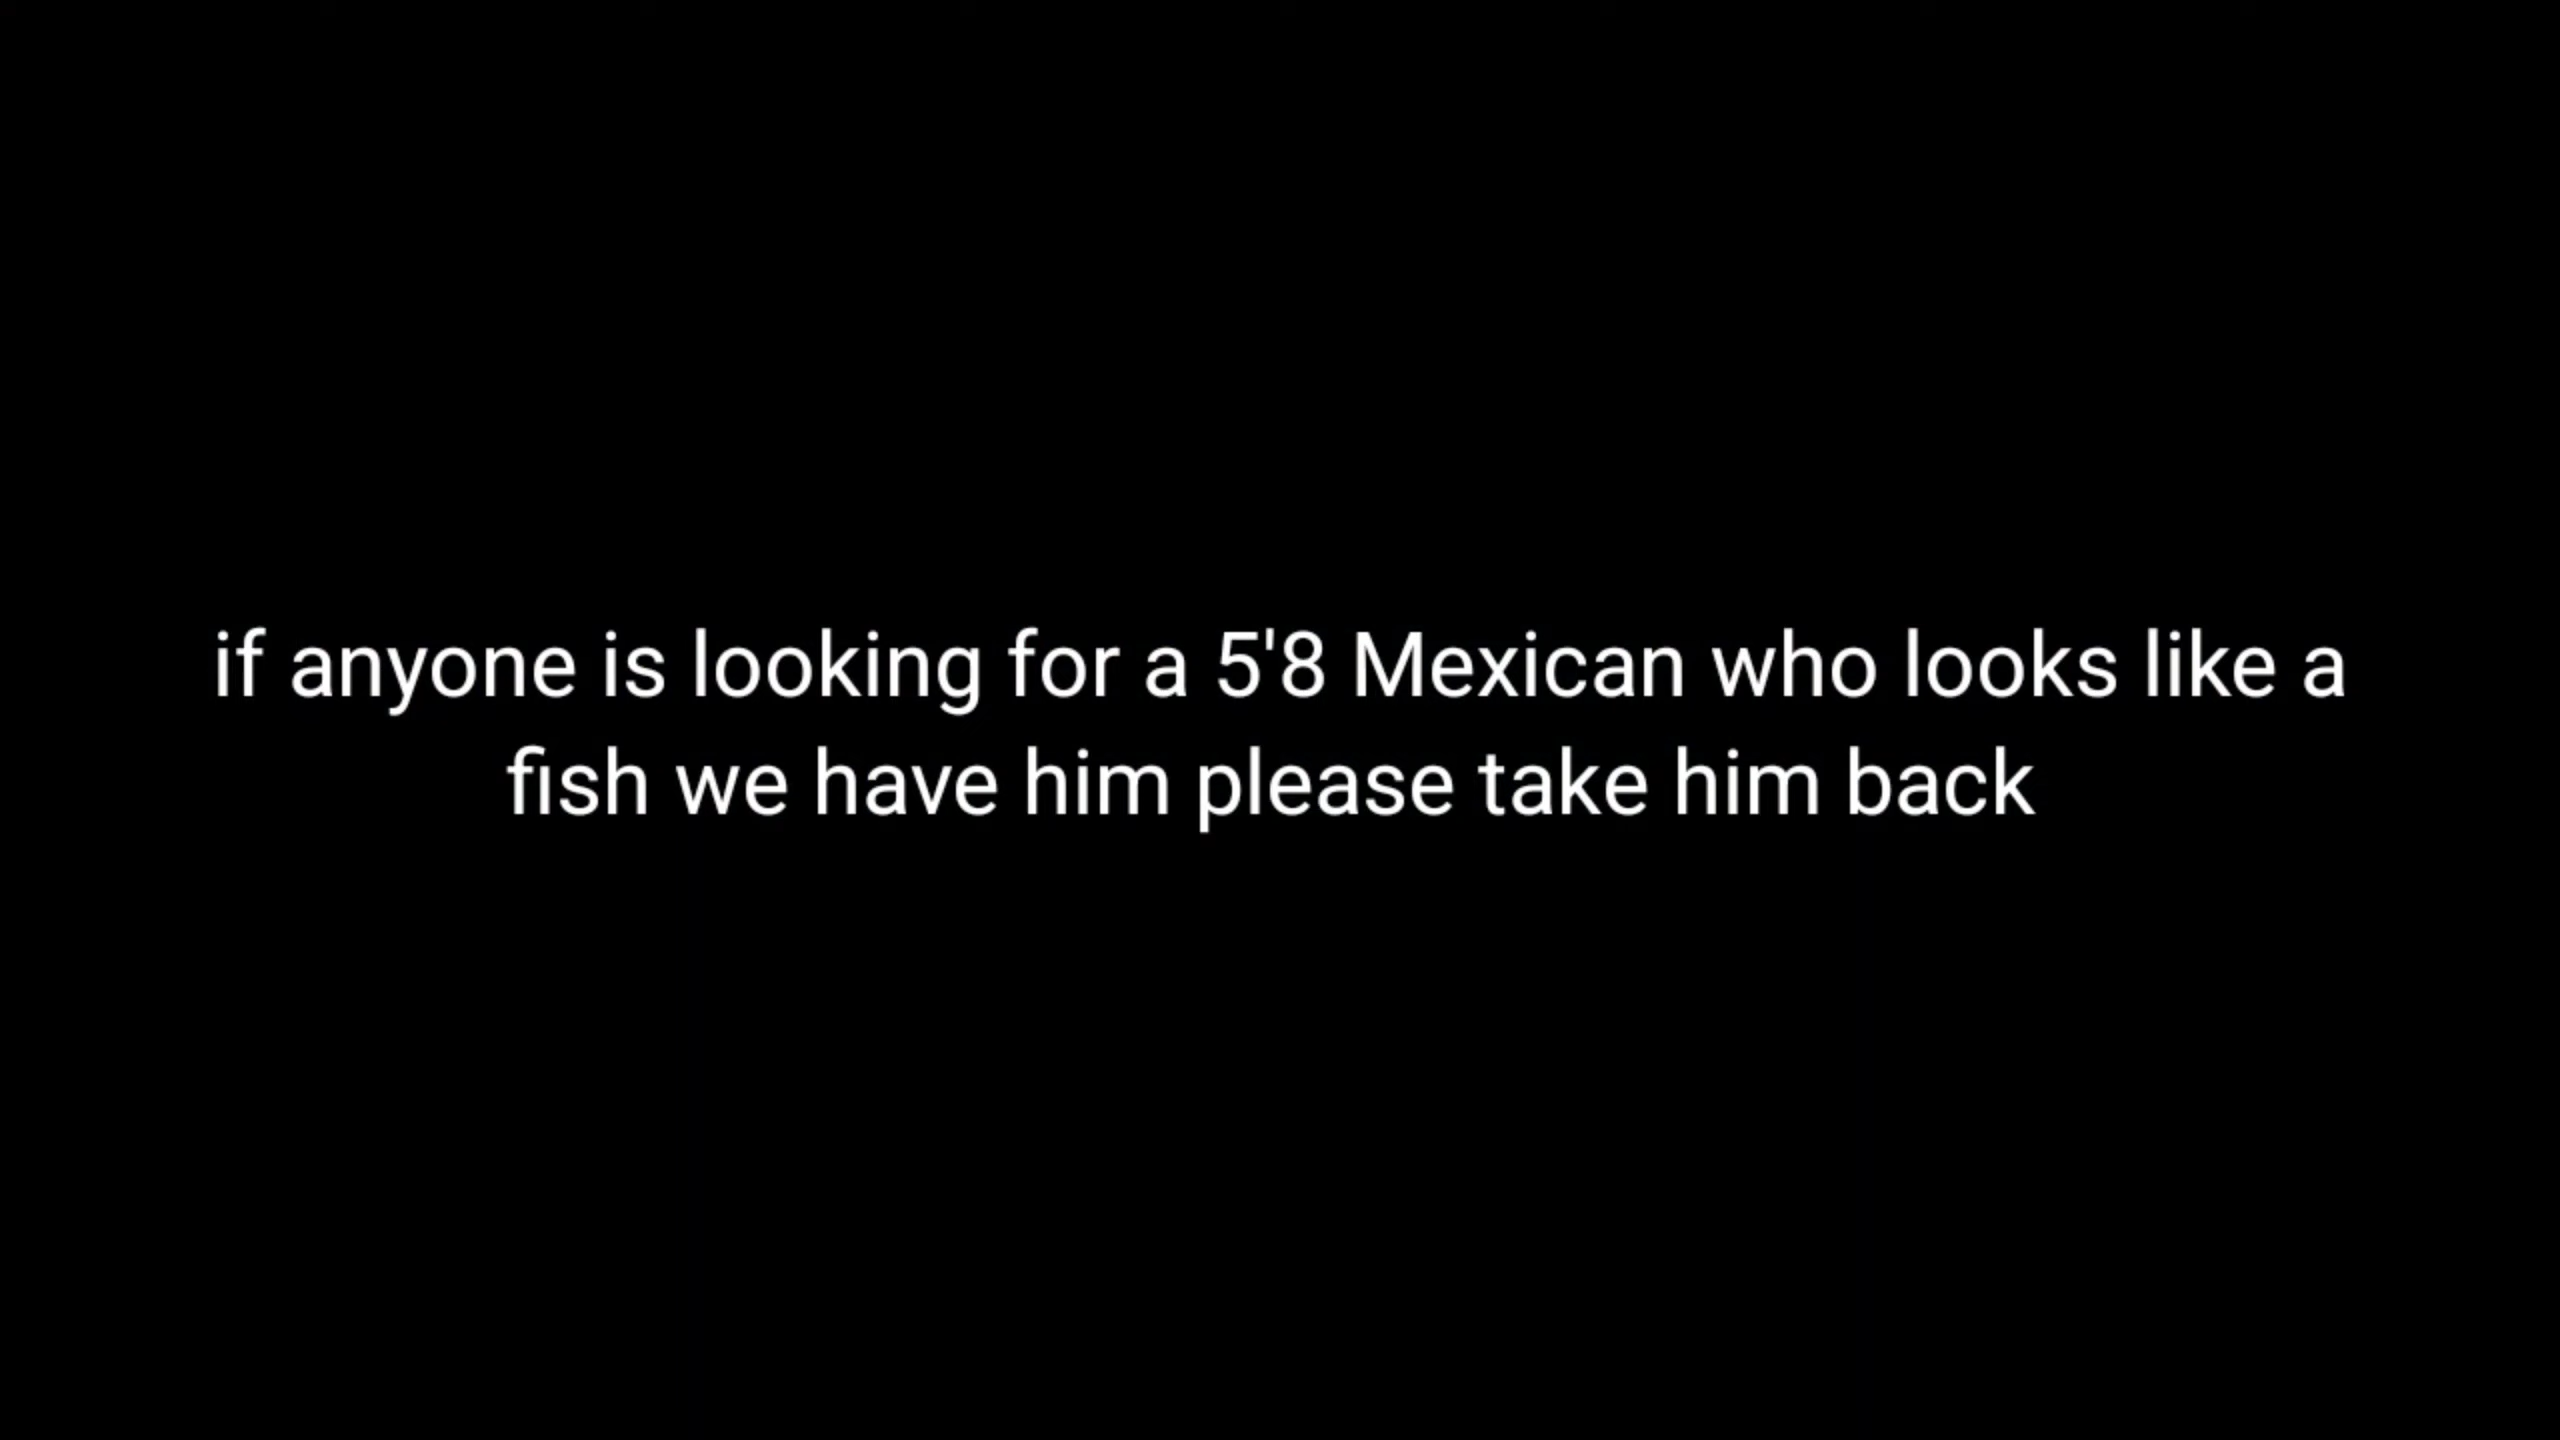 if anyone is looking for a 5'8 Mexican who looks like a
fish we have him please take him back